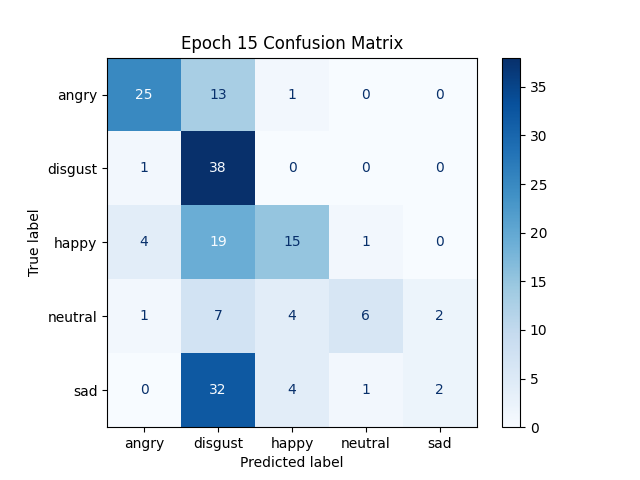 Epoch 15 Confusion Matrix
angry 25 13 1 0 0
disgust 1 38 0 0 0
happy 4 19 15 1 0
neutral 1 7 4 6 2
sad 0 32 4 1 2
angry disgust happy neutral sad
Predicted label
True label
35
30
25
20
15
10
5
0